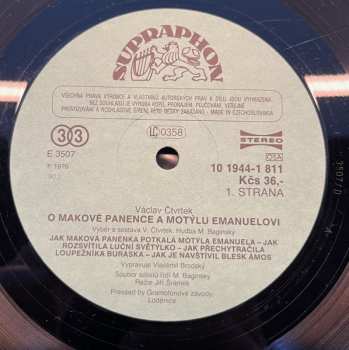 SUPRAPHON
VŠECHNA PRÁVA VÝROBCE A VLASTNÍKŮ AUTORSKÝCH PRÁV K DÍLU JSOU VYHRAZENA.
BEZ SOUHLASU JE VÝROBA KOPIÍ, PRONÁJEM, PŮJČOVÁNÍ, VEŘEJNÉ
PROVOZOVÁNÍ A ROZHLASOVÉ ŠÍŘENÍ TÉTO DESKY ZAKÁZÁNO. MADE IN CZECHOSLOVAKIA
33
0358
STEREO
E 3507
℗ 1976
10 1944-1 811
Kčs 36,-
1. STRANA
Václav Čtvrtek
O MAKOVÉ PANENCE A MOTÝLU EMANUELOVI
Výběr a sestava V. Čtvrtek. Hudba M. Baginský
JAK MAKOVÁ PANENKA POTKALA MOTÝLA EMANUELA – JAK
ROZSVÍTILA LUČNÍ SVĚTÝLKO – JAK PŘECHYTRAČILA
LOUPEŽNÍKA BURÁSKA – JAK JE NAVŠTÍVIL BLESK AMOS
Vypravuje Vlastimil Brodský
Soubor sólistů řídí M. Baginský
Režie Jiří Šrámek
Pressed by Gramofonové závody,
Loděnice